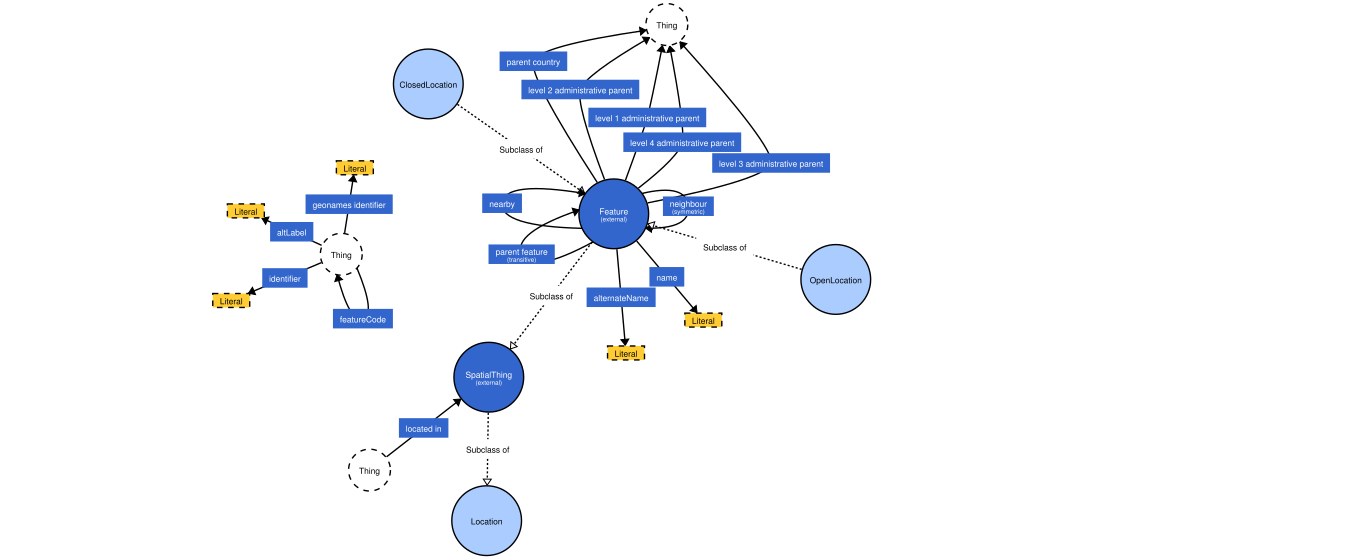 Thing
parent country
ClosedLocation
level 2 administrative parent
level 1 administrative parent
level 4 administrative parent
Subclass of
level 3 administrative parent
Literal
geonames identifier
nearby
neighbour
(symmetric)
Feature
(external)
Literal
altLabel
Thing
parent feature
(transitive)
Subclass of
identifier
name
OpenLocation
Literal
Subclass of
alternateName
featureCode
Literal
Literal
SpatialThing
(external)
located in
Subclass of
Thing
Location